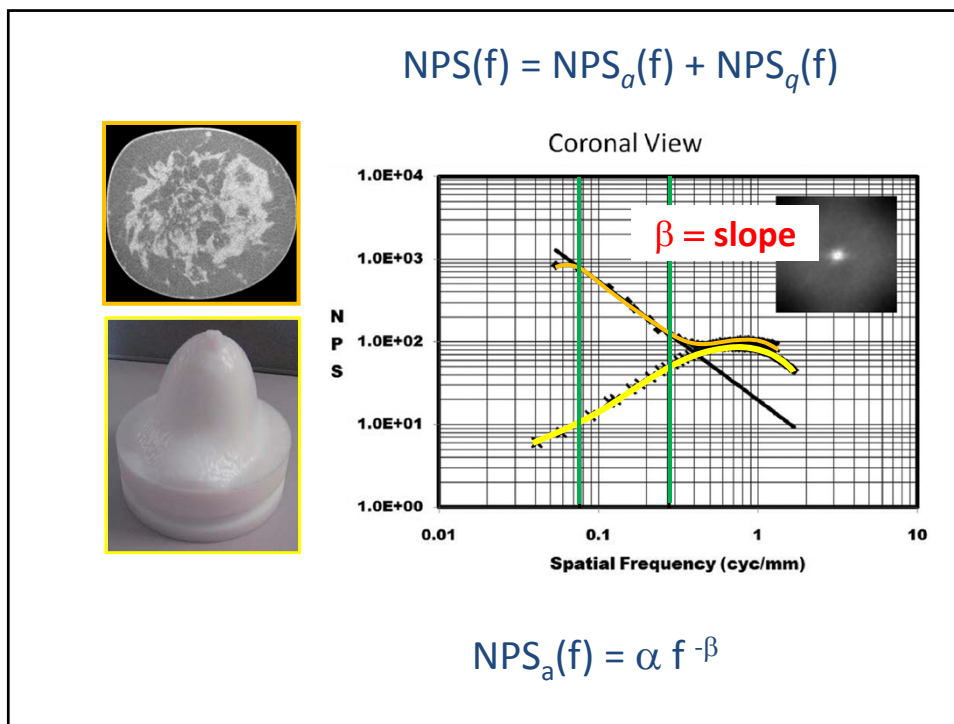 NPS(f) = NPSₐ(f) + NPS_q(f)
Coronal View
1.0E+04
β = slope
1.0E+03
N
P
S
1.0E+02
1.0E+01
1.0E+00
0.01 0.1 1 10
Spatial Frequency (cyc/mm)
NPSₐ(f) = α f ⁻ᵝ